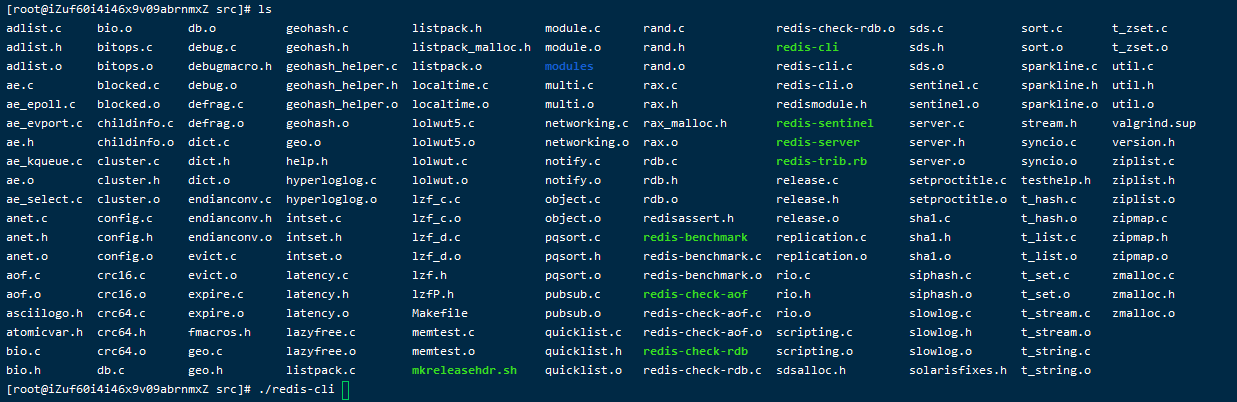 [root@iZuf60i4i46x9v09abrnmxZ src]# ls
adlist.c bio.o db.o geohash.c listpack.h module.c rand.c redis-check-rdb.o sds.c sort.c t_zset.c
adlist.h bitops.c debug.c geohash.h listpack_malloc.h module.o rand.h redis-cli sds.h sort.o t_zset.o
adlist.o bitops.o debugmacro.h geohash_helper.c listpack.o modules rand.o redis-cli.c sds.o sparkline.c util.c
ae.c blocked.c debug.o geohash_helper.h localtime.c multi.c rax.c redis-cli.o sentinel.c sparkline.h util.h
ae_epoll.c blocked.o defrag.c geohash_helper.o localtime.o multi.o rax.h redismodule.h sentinel.o sparkline.o util.o
ae_evport.c childinfo.c defrag.o geohash.o lolwut5.c networking.c rax_malloc.h redis-sentinel server.c stream.h valgrind.sup
ae.h childinfo.o dict.c geo.o lolwut5.o networking.o rax.o redis-server server.h syncio.c version.h
ae_kqueue.c cluster.c dict.h help.h lolwut.c notify.c rdb.c redis-trib.rb server.o syncio.o ziplist.c
ae.o cluster.h dict.o hyperloglog.c lolwut.o notify.o rdb.h release.c setproctitle.c testhelp.h ziplist.h
ae_select.c cluster.o endianconv.c hyperloglog.o lzf_c.c object.c rdb.o release.h setproctitle.o t_hash.c ziplist.o
anet.c config.c endianconv.h intset.c lzf_c.o object.o redisassert.h release.o sha1.c t_hash.o zipmap.c
anet.h config.h endianconv.o intset.h lzf_d.c pqsort.c redis-benchmark replication.c sha1.h t_list.c zipmap.h
anet.o config.o evict.c intset.o lzf_d.o pqsort.h redis-benchmark.c replication.o sha1.o t_list.o zipmap.o
aof.c crc16.c evict.o latency.c lzf.h pqsort.o redis-benchmark.o rio.c siphash.c t_set.c zmalloc.c
aof.o crc16.o expire.c latency.h lzfP.h pubsub.c redis-check-aof rio.h siphash.o t_set.o zmalloc.h
asciilogo.h crc64.c expire.o latency.o Makefile pubsub.o redis-check-aof.c rio.o slowlog.c t_stream.c zmalloc.o
atomicvar.h crc64.h fmacros.h lazyfree.c memtest.c quicklist.c redis-check-aof.o scripting.c slowlog.h t_stream.o
bio.c crc64.o geo.c lazyfree.o memtest.o quicklist.h redis-check-rdb scripting.o slowlog.o t_string.c
bio.h db.c geo.h listpack.c mkreleasehdr.sh quicklist.o redis-check-rdb.c sdsalloc.h solarisfixes.h t_string.o
[root@iZuf60i4i46x9v09abrnmxZ src]# ./redis-cli